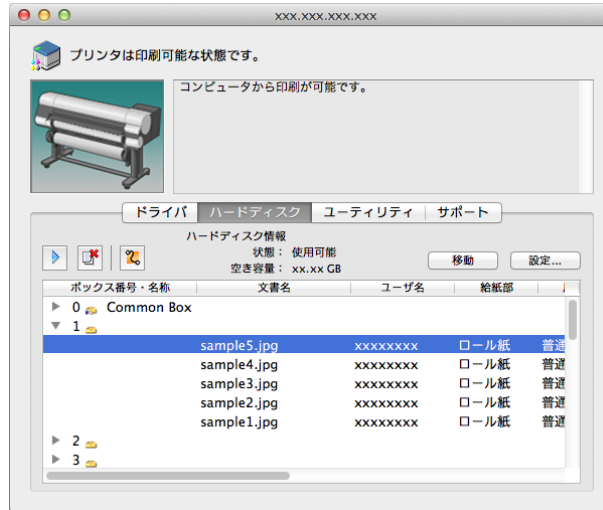 xxx.xxx.xxx.xxx
プリンタは印刷可能な状態です。
コンピュータから印刷が可能です。
ドライバ ハードディスク ユーティリティ サポート
ハードディスク情報
状態： 使用可能
空き容量： xx.xx GB
移動 設定...
ボックス番号・名称 文書名 ユーザ名 給紙部
0 Common Box
1
sample5.jpg xxxxxxxx ロール紙 普通
sample4.jpg xxxxxxxx ロール紙 普通
sample3.jpg xxxxxxxx ロール紙 普通
sample2.jpg xxxxxxxx ロール紙 普通
sample1.jpg xxxxxxxx ロール紙 普通
2
3